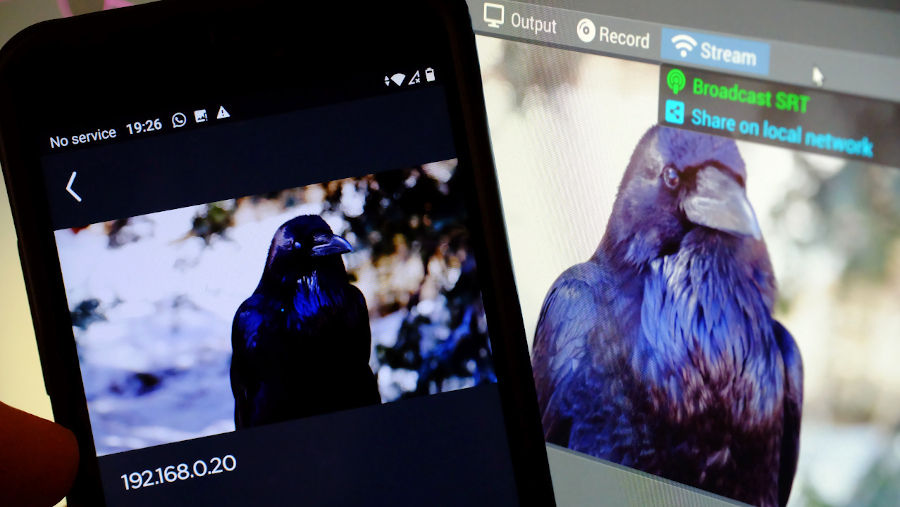 No service 19:26
192.168.0.20
Output Record Stream
Broadcast SRT
Share on local network